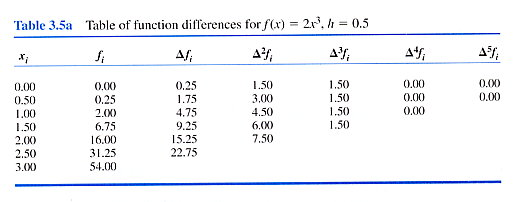 Table 3.5a Table of function differences for f(x) = 2x³, h = 0.5
xᵢ fᵢ Δfᵢ Δ²fᵢ Δ³fᵢ Δ⁴fᵢ Δ⁵fᵢ
0.00 0.00 0.25 1.50 1.50 0.00 0.00
0.50 0.25 1.75 3.00 1.50 0.00 0.00
1.00 2.00 4.75 4.50 1.50 0.00
1.50 6.75 9.25 6.00 1.50
2.00 16.00 15.25 7.50
2.50 31.25 22.75
3.00 54.00